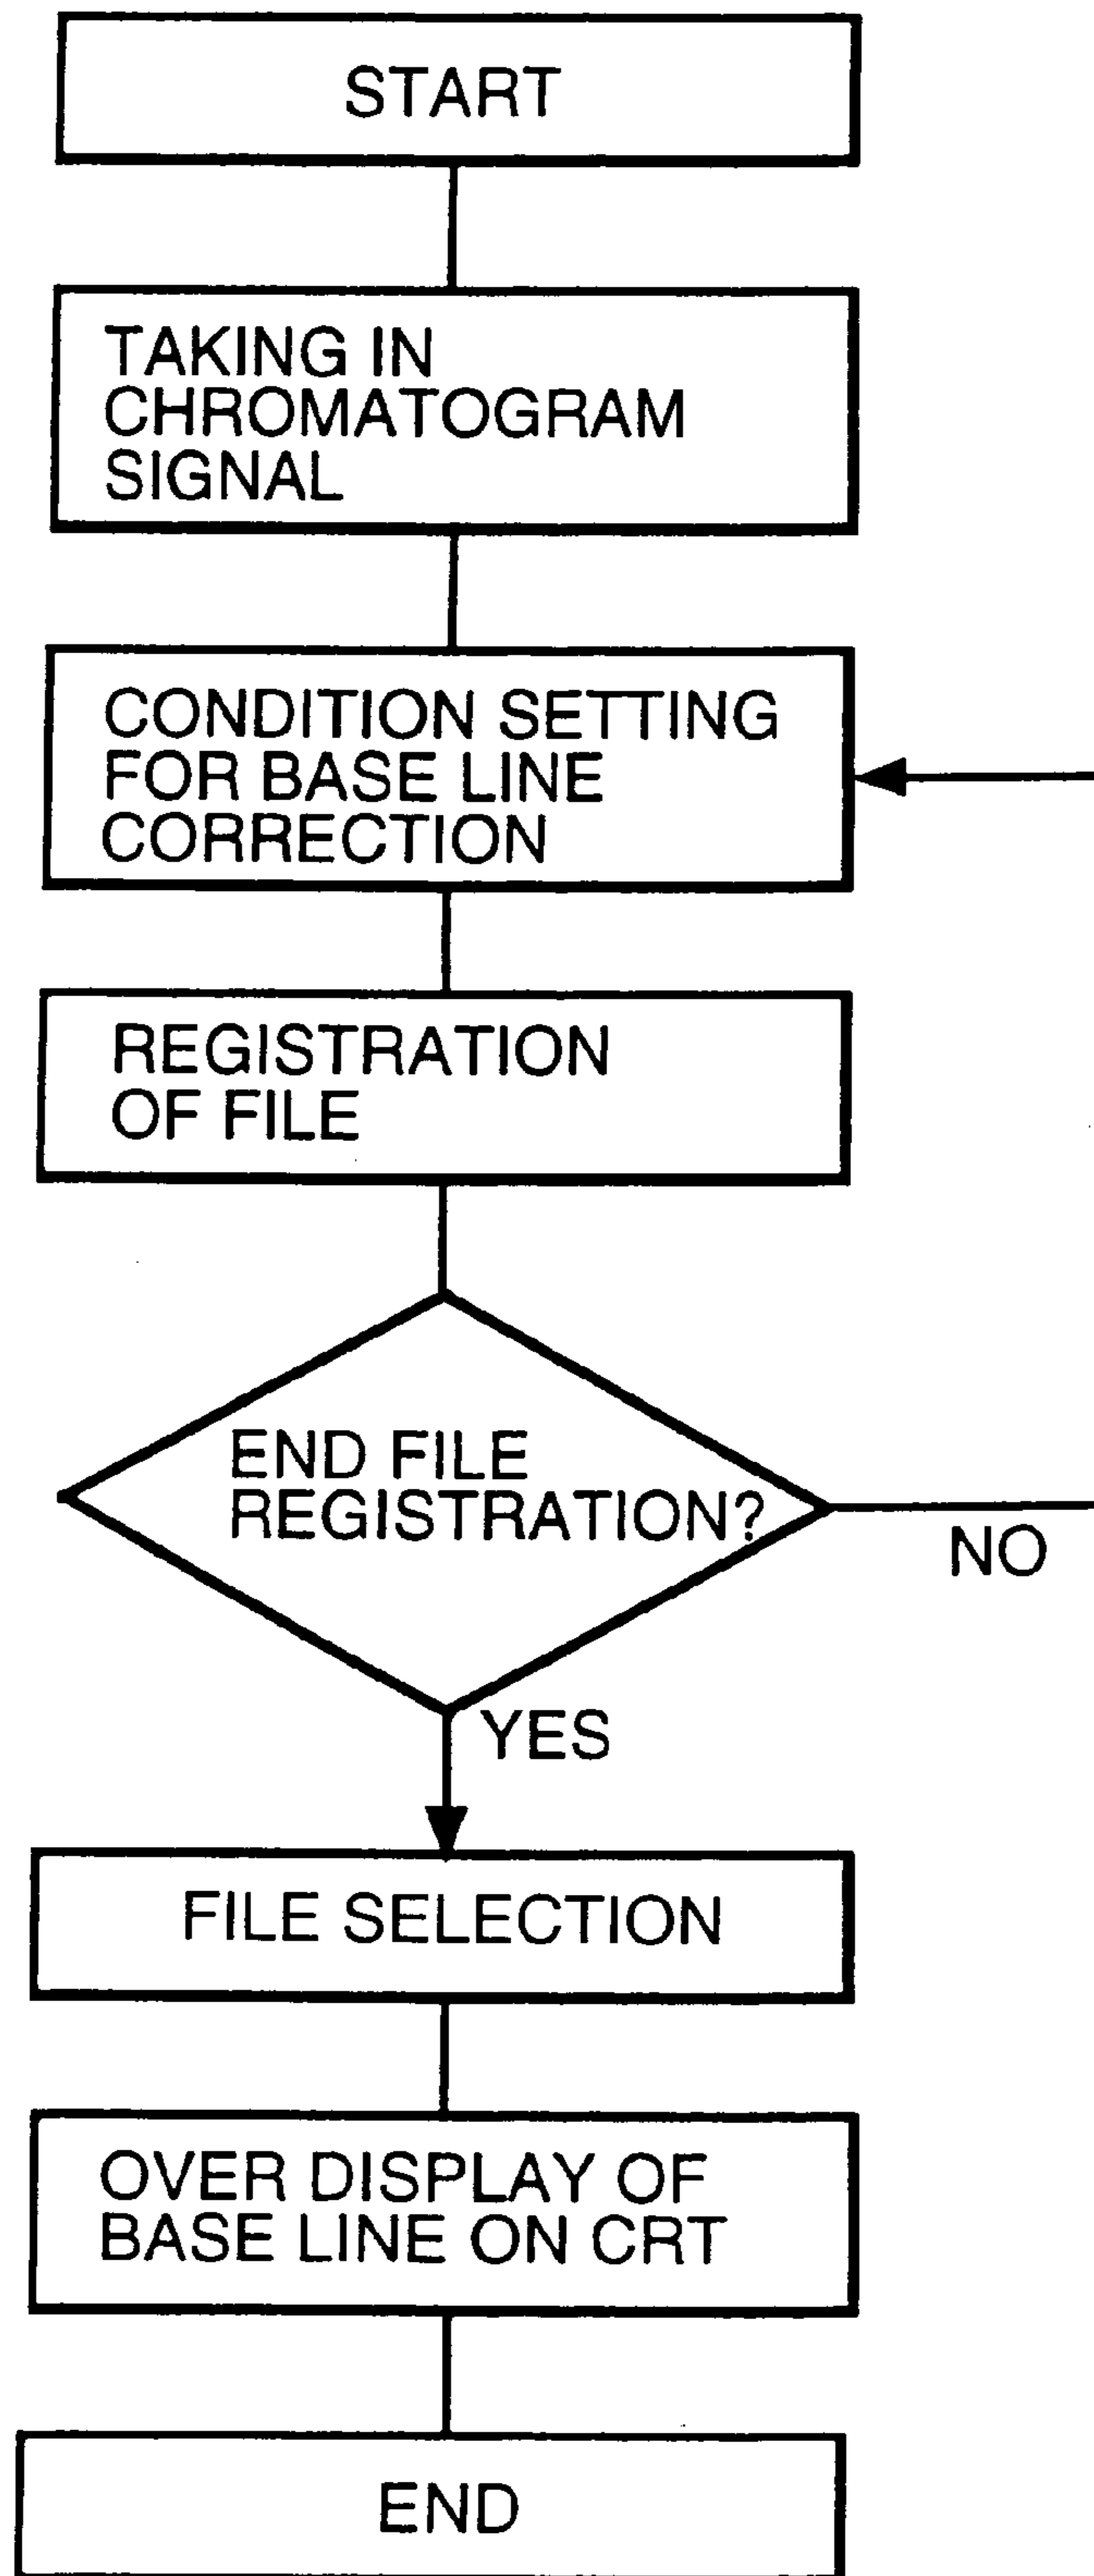 START
TAKING IN
CHROMATOGRAM
SIGNAL
CONDITION SETTING
FOR BASE LINE
CORRECTION
REGISTRATION
OF FILE
END FILE
REGISTRATION?
NO
YES
FILE SELECTION
OVER DISPLAY OF
BASE LINE ON CRT
END